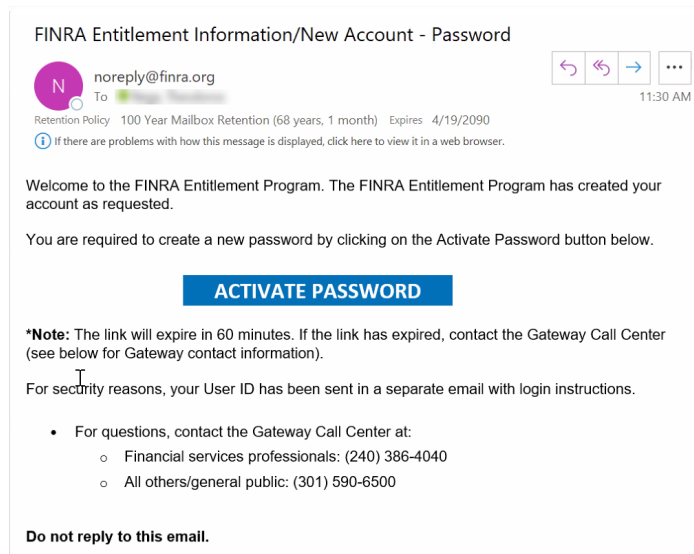 FINRA Entitlement Information/New Account - Password
N
noreply@finra.org
To
11:30 AM
Retention Policy 100 Year Mailbox Retention (68 years, 1 month) Expires 4/19/2090
If there are problems with how this message is displayed, click here to view it in a web browser.
Welcome to the FINRA Entitlement Program. The FINRA Entitlement Program has created your
account as requested.
You are required to create a new password by clicking on the Activate Password button below.
ACTIVATE PASSWORD
*Note: The link will expire in 60 minutes. If the link has expired, contact the Gateway Call Center
(see below for Gateway contact information).
For security reasons, your User ID has been sent in a separate email with login instructions.
• For questions, contact the Gateway Call Center at:
o Financial services professionals: (240) 386-4040
o All others/general public: (301) 590-6500
Do not reply to this email.